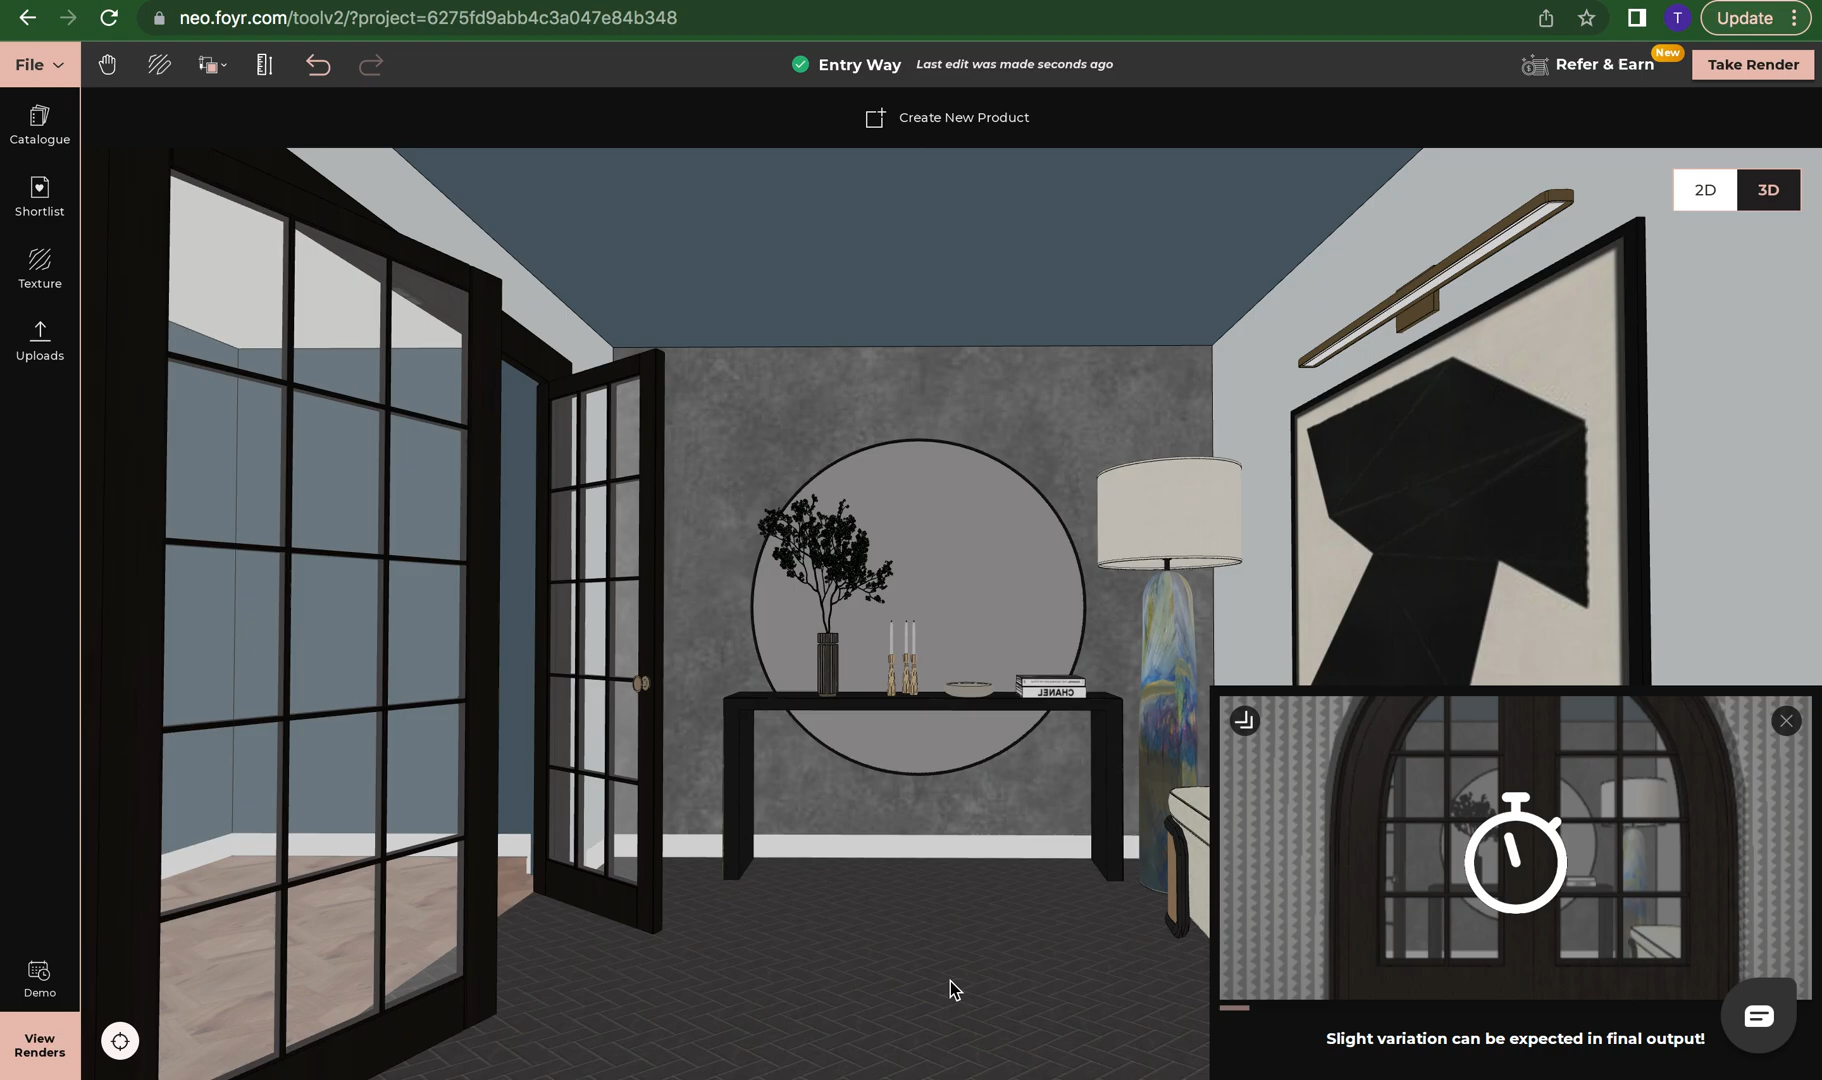 neo.foyr.com/toolv2/?project=6275fd9abb4c3a047e84b348
T
Update
File
Entry Way
Last edit was made seconds ago
Refer & Earn
New
Take Render
Create New Product
Catalogue
Shortlist
Texture
Uploads
2D
3D
CHANEL
Demo
View
Renders
Slight variation can be expected in final output!